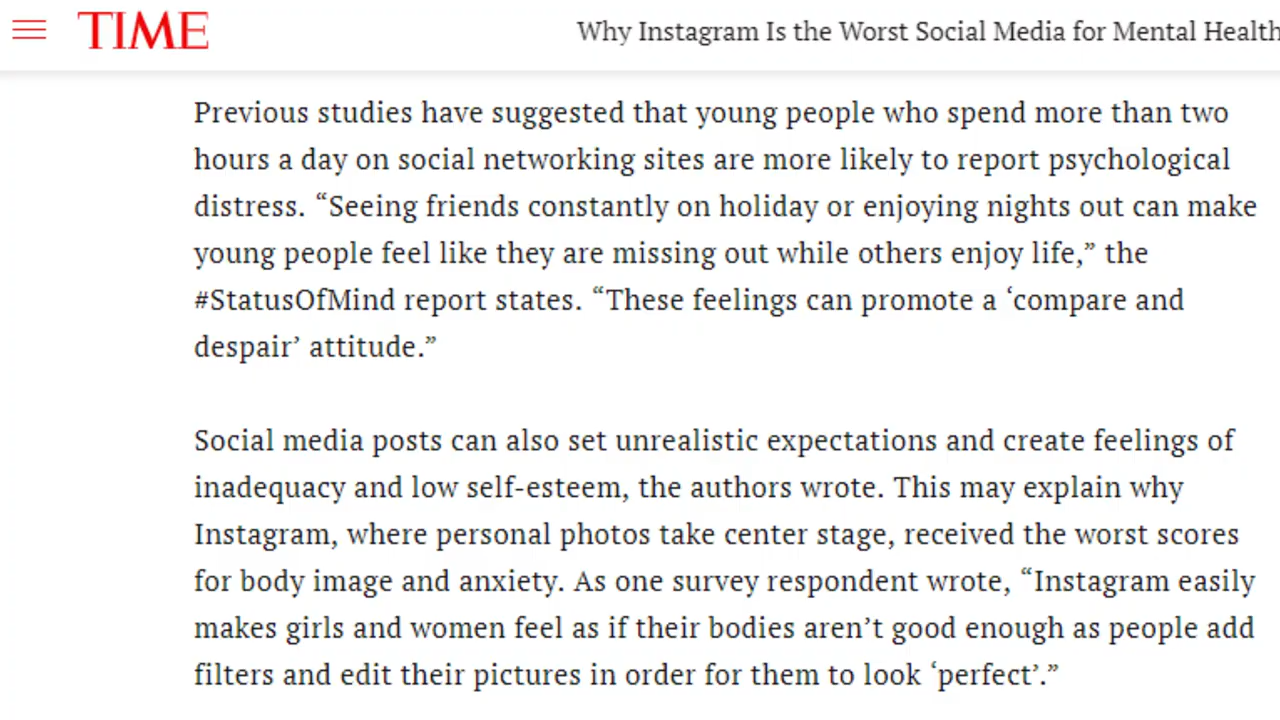 TIME
Why Instagram Is the Worst Social Media for Mental Health
Previous studies have suggested that young people who spend more than two
hours a day on social networking sites are more likely to report psychological
distress. “Seeing friends constantly on holiday or enjoying nights out can make
young people feel like they are missing out while others enjoy life,” the
#StatusOfMind report states. “These feelings can promote a ‘compare and
despair’ attitude.”
Social media posts can also set unrealistic expectations and create feelings of
inadequacy and low self-esteem, the authors wrote. This may explain why
Instagram, where personal photos take center stage, received the worst scores
for body image and anxiety. As one survey respondent wrote, “Instagram easily
makes girls and women feel as if their bodies aren’t good enough as people add
filters and edit their pictures in order for them to look ‘perfect’.”